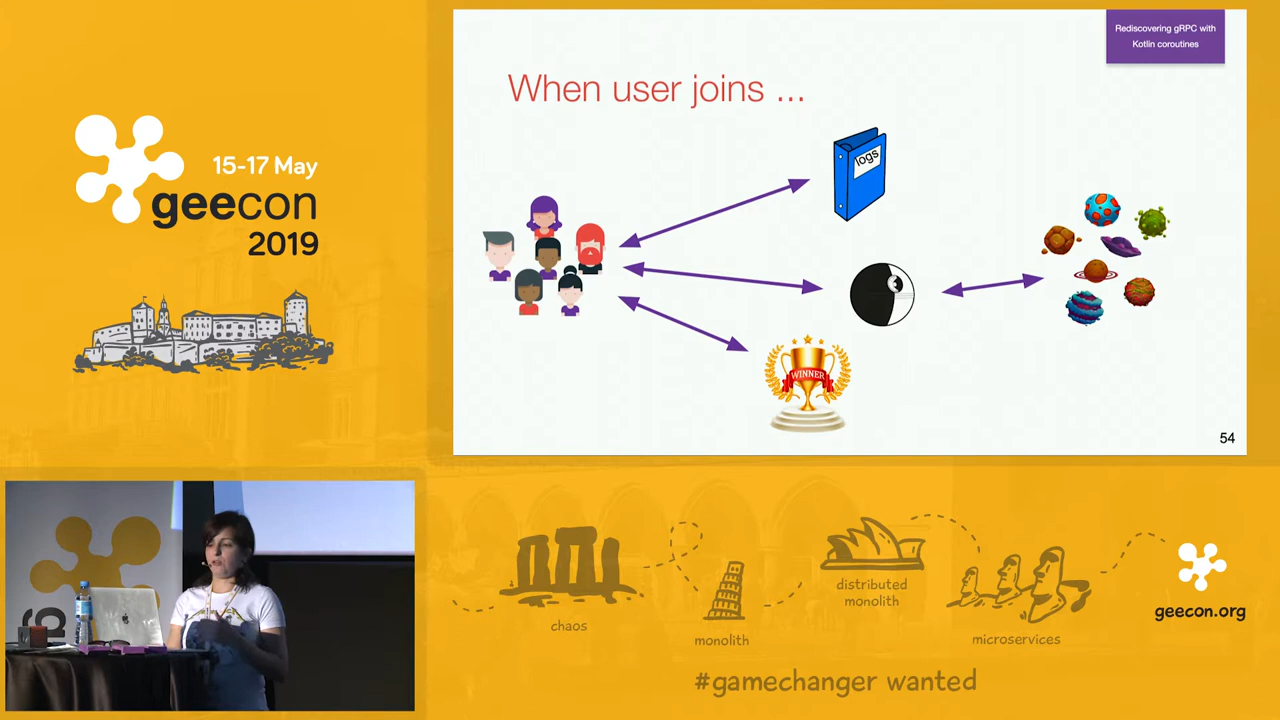 15-17 May
geecon
2019
Rediscovering gRPC with
Kotlin coroutines
When user joins ...
logs
WINNER
54
chaos
monolith
distributed
monolith
microservices
geecon.org
#gamechanger wanted